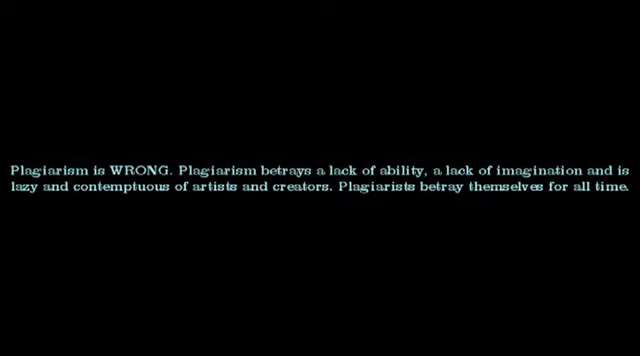 Plagiarism is WRONG. Plagiarism betrays a lack of ability, a lack of imagination and is
lazy and contemptuous of artists and creators. Plagiarists betray themselves for all time.